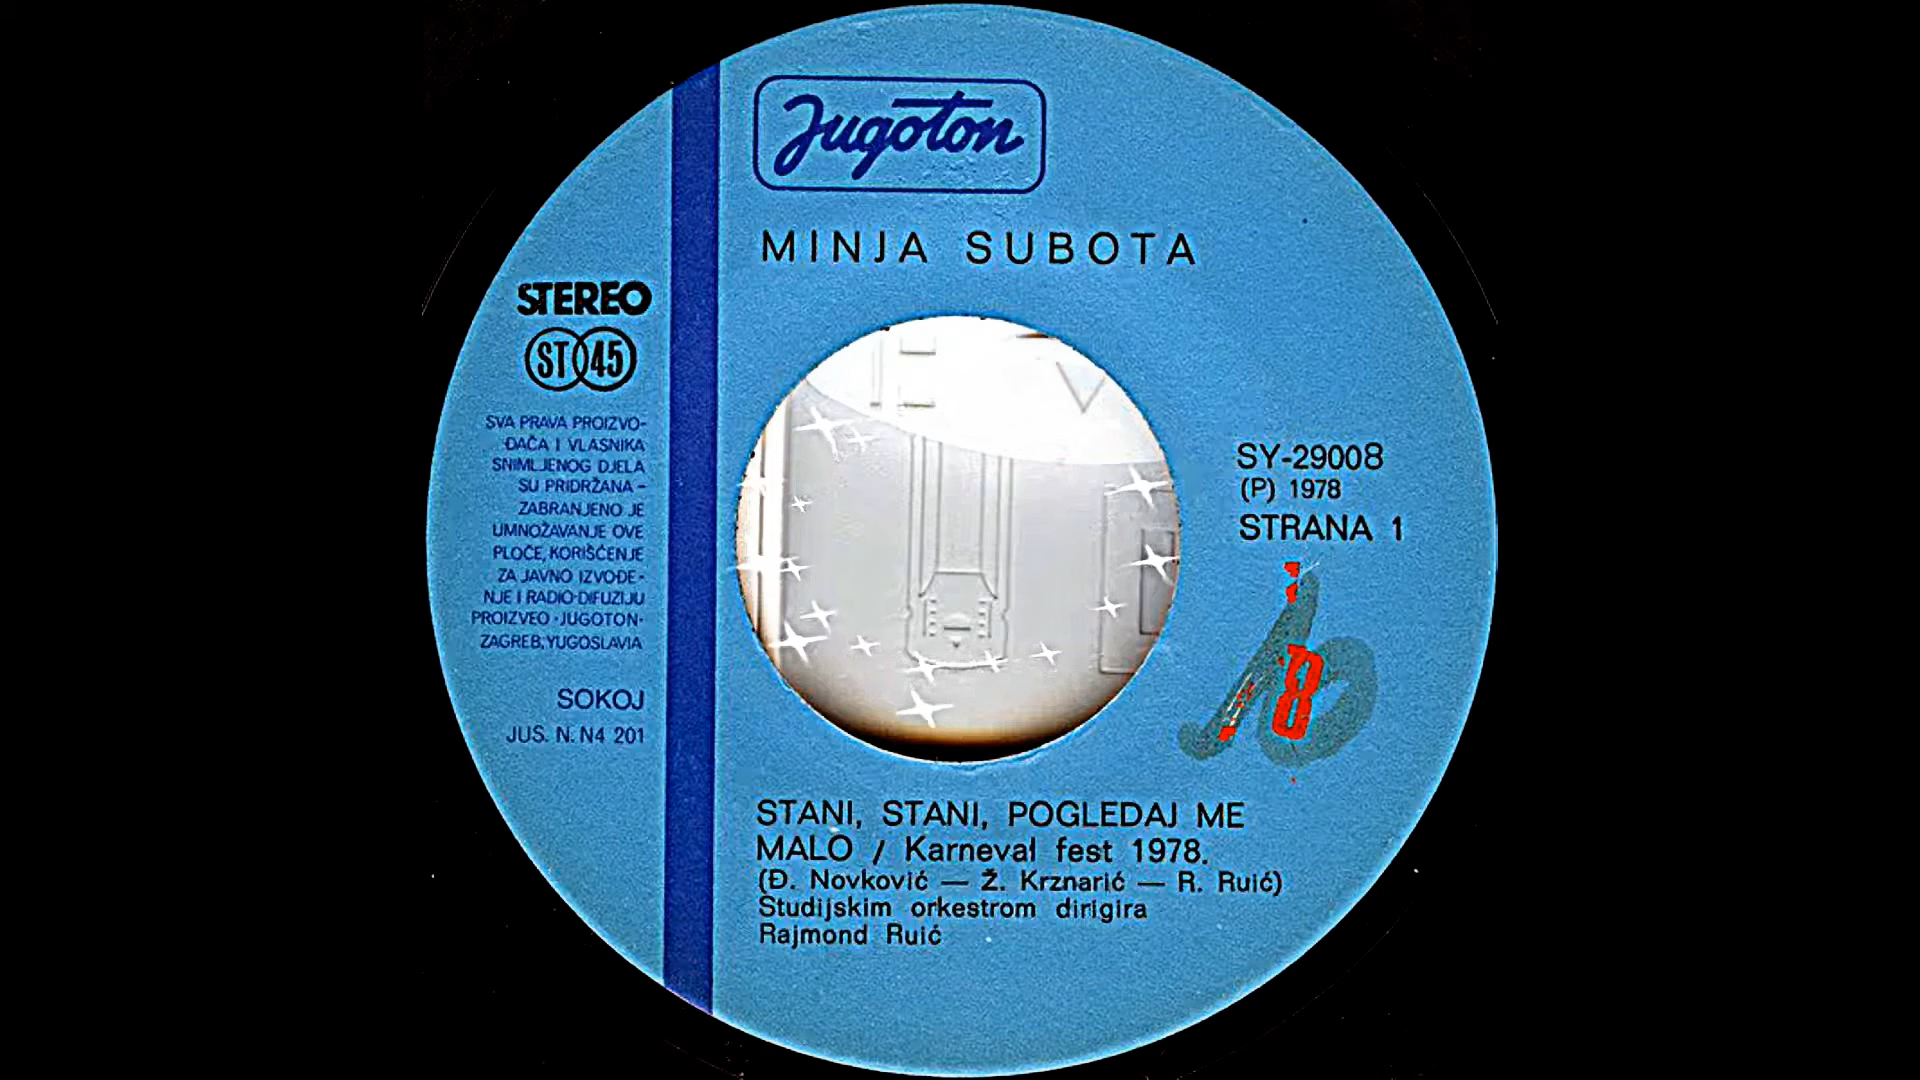 Jugoton
MINJA SUBOTA
STEREO
ST 45
SVA PRAVA PROIZVO-
ĐAČA I VLASNIKA
SNIMLJENOG DJELA
SU PRIDRŽANA -
ZABRANJENO JE
UMNOŽAVANJE OVE
PLOČE, KORIŠĆENJE
ZA JAVNO IZVOĐE-
NJE I RADIO-DIFUZIJU
PROIZVEO ·JUGOTON·
ZAGREB, YUGOSLAVIA
SOKOJ
JUS. N. N4 201
SY-29008
(P) 1978
STRANA 1
STANI, STANI, POGLEDAJ ME
MALO / Karneval fest 1978.
(Đ. Novković — Ž. Krznarić — R. Ruić)
Studijskim orkestrom dirigira
Rajmond Ruić